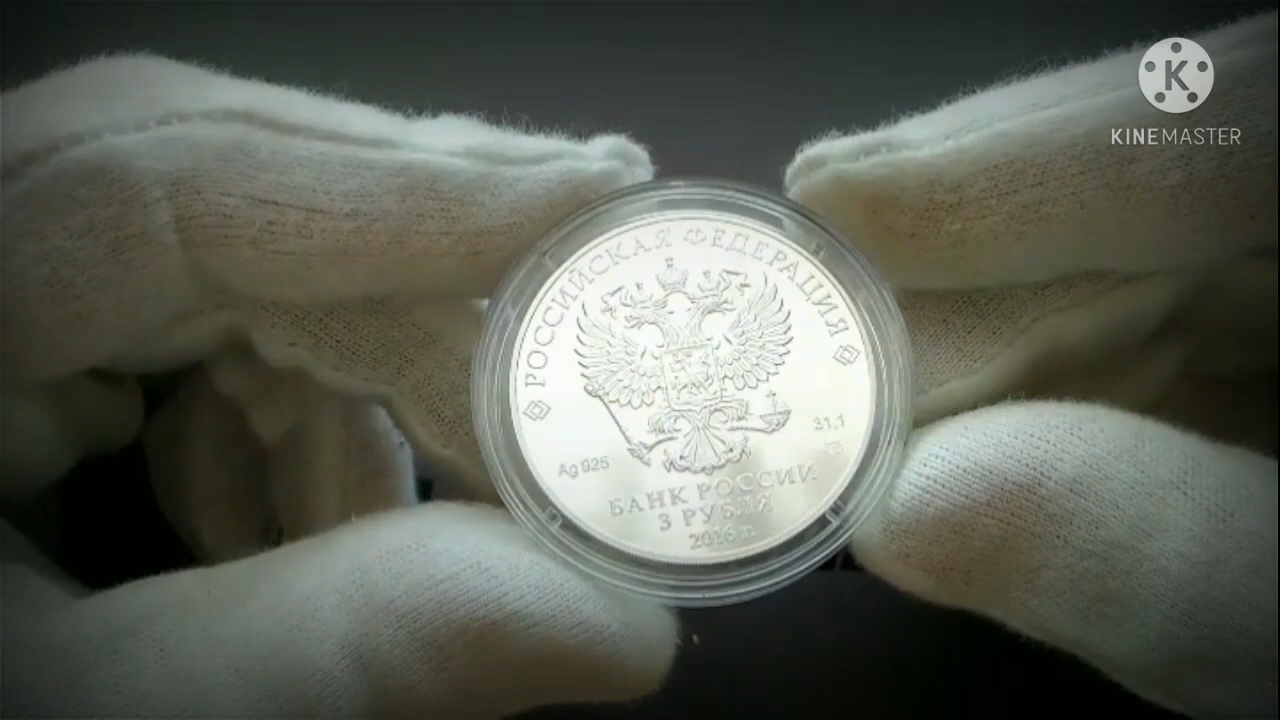 K
KINEMASTER
РОССИЙСКАЯ ФЕДЕРАЦИЯ
Ag 925
31,1
БАНК РОССИИ
3 РУБЛЯ
2016 г.